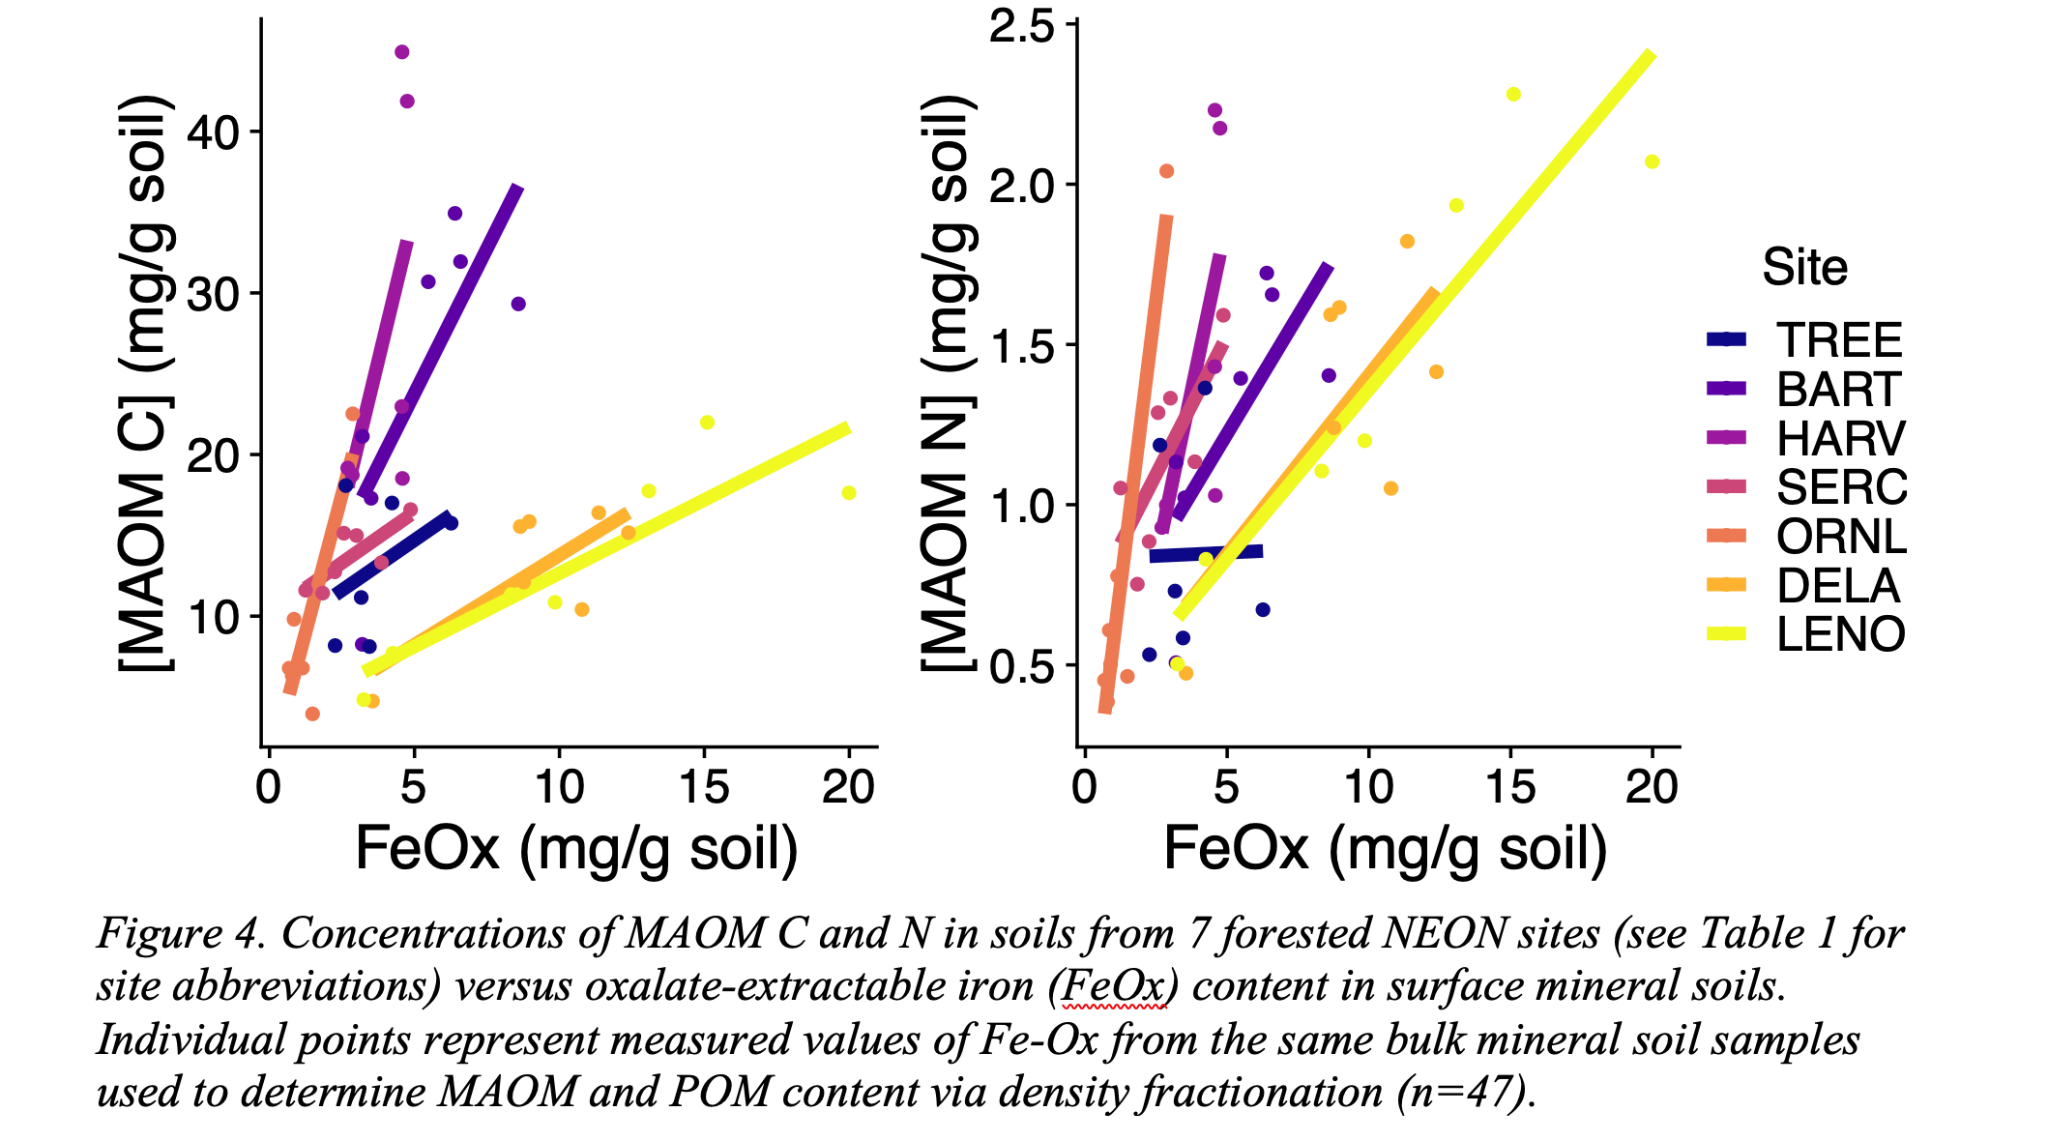 [MAOM C] (mg/g soil)
40
30
20
10
0 5 10 15 20
FeOx (mg/g soil)
[MAOM N] (mg/g soil)
2.5
2.0
1.5
1.0
0.5
0 5 10 15 20
FeOx (mg/g soil)
Site
TREE
BART
HARV
SERC
ORNL
DELA
LENO
Figure 4. Concentrations of MAOM C and N in soils from 7 forested NEON sites (see Table 1 for
site abbreviations) versus oxalate-extractable iron (FeOx) content in surface mineral soils.
Individual points represent measured values of Fe-Ox from the same bulk mineral soil samples
used to determine MAOM and POM content via density fractionation (n=47).